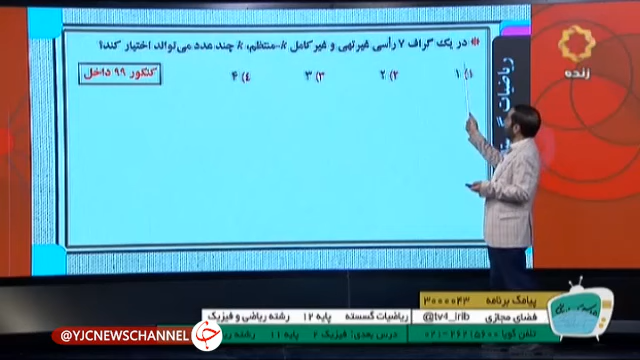 * در یک گراف ۷ رأسی غیرتهی و غیرکامل k-منتظم، k چند عدد می‌تواند اختیار کند؟
۱) ۱ ۲) ۲ ۳) ۳ ۴) ۴ کنکور ۹۹ داخل
ریاضیات گ
زنده
پیامک برنامه ۳۰۰۰۰۴۳
فضای مجازی @tv4_irib ریاضیات گسسته پایه ۱۲ رشته ریاضی و فیزیک
درس بعدی: فیزیک ۲ پایه ۱۱ رشته
@YJCNEWSCHANNEL